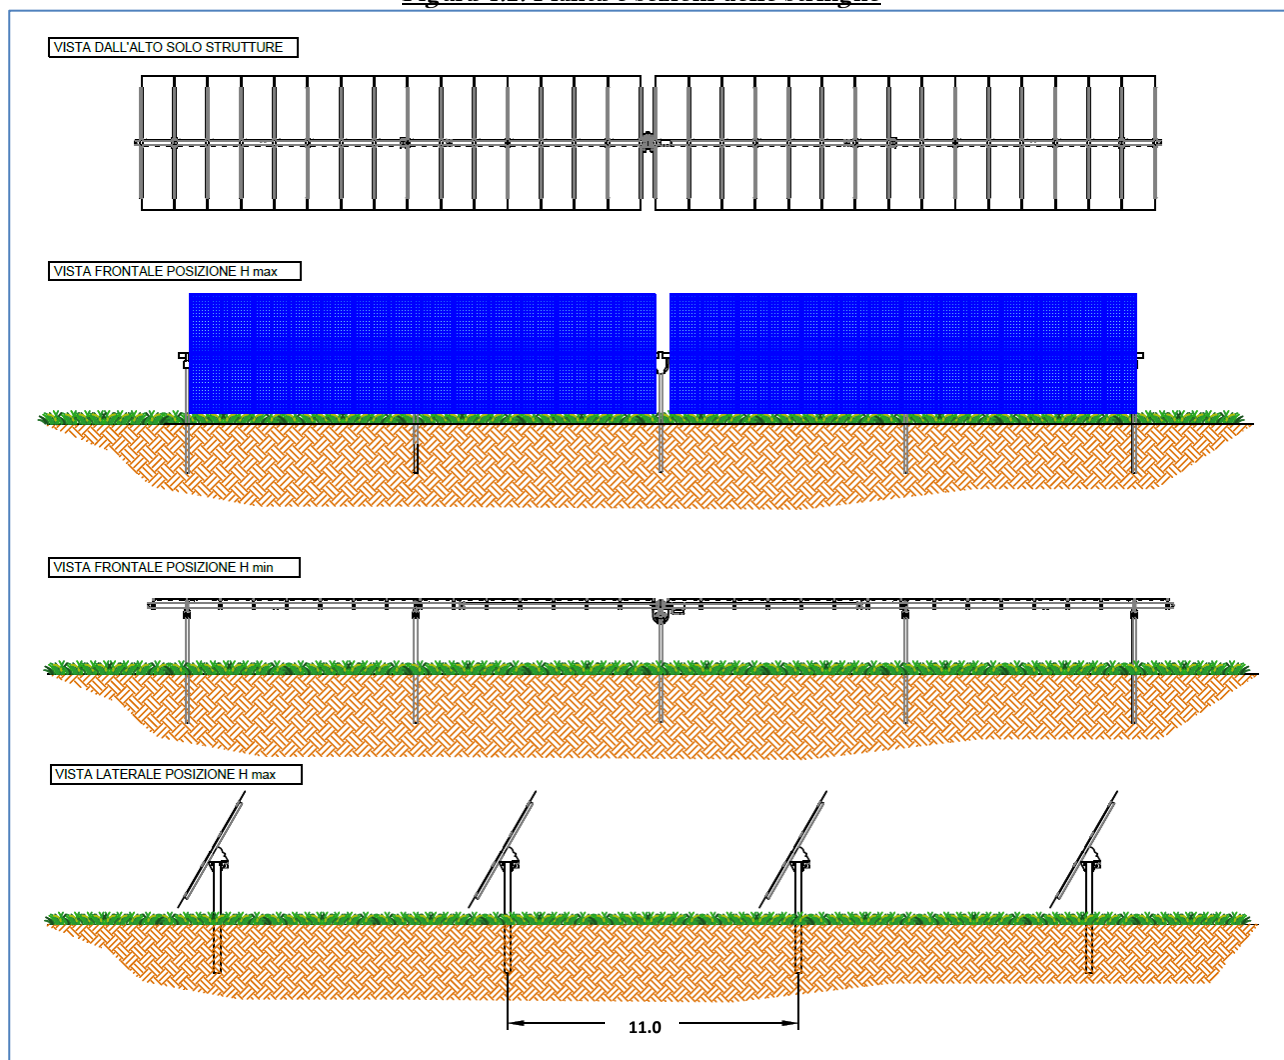 VISTA DALL'ALTO SOLO STRUTTURE
VISTA FRONTALE POSIZIONE H max
VISTA FRONTALE POSIZIONE H min
VISTA LATERALE POSIZIONE H max
11.0